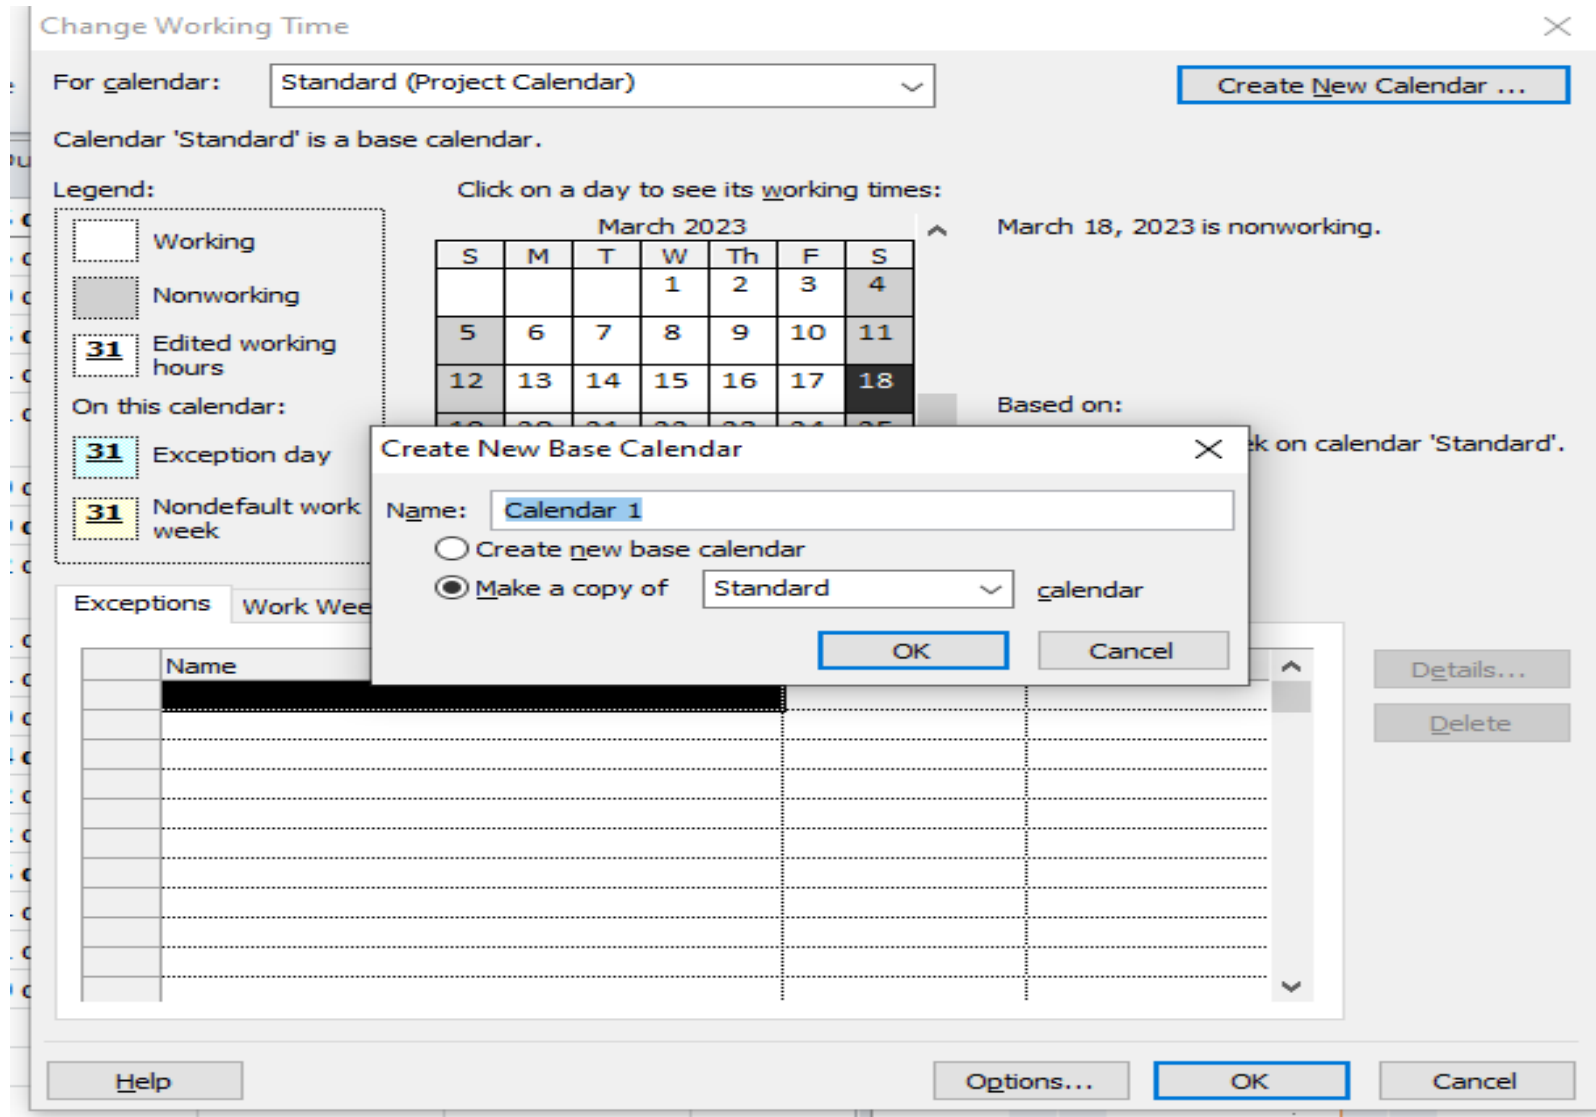 Change Working Time
For calendar: Standard (Project Calendar) Create New Calendar ...
Calendar 'Standard' is a base calendar.
Legend: Click on a day to see its working times:
March 2023 March 18, 2023 is nonworking.
Working
S M T W Th F S
1 2 3 4
Nonworking
5 6 7 8 9 10 11
31 Edited working
hours
12 13 14 15 16 17 18
On this calendar: Based on:
31 Exception day
Create New Base Calendar
on calendar 'Standard'.
31 Nondefault work
week
Name: Calendar 1
Create new base calendar
Make a copy of Standard calendar
Exceptions Work
OK Cancel
Name Details...
Delete
Help Options... OK Cancel